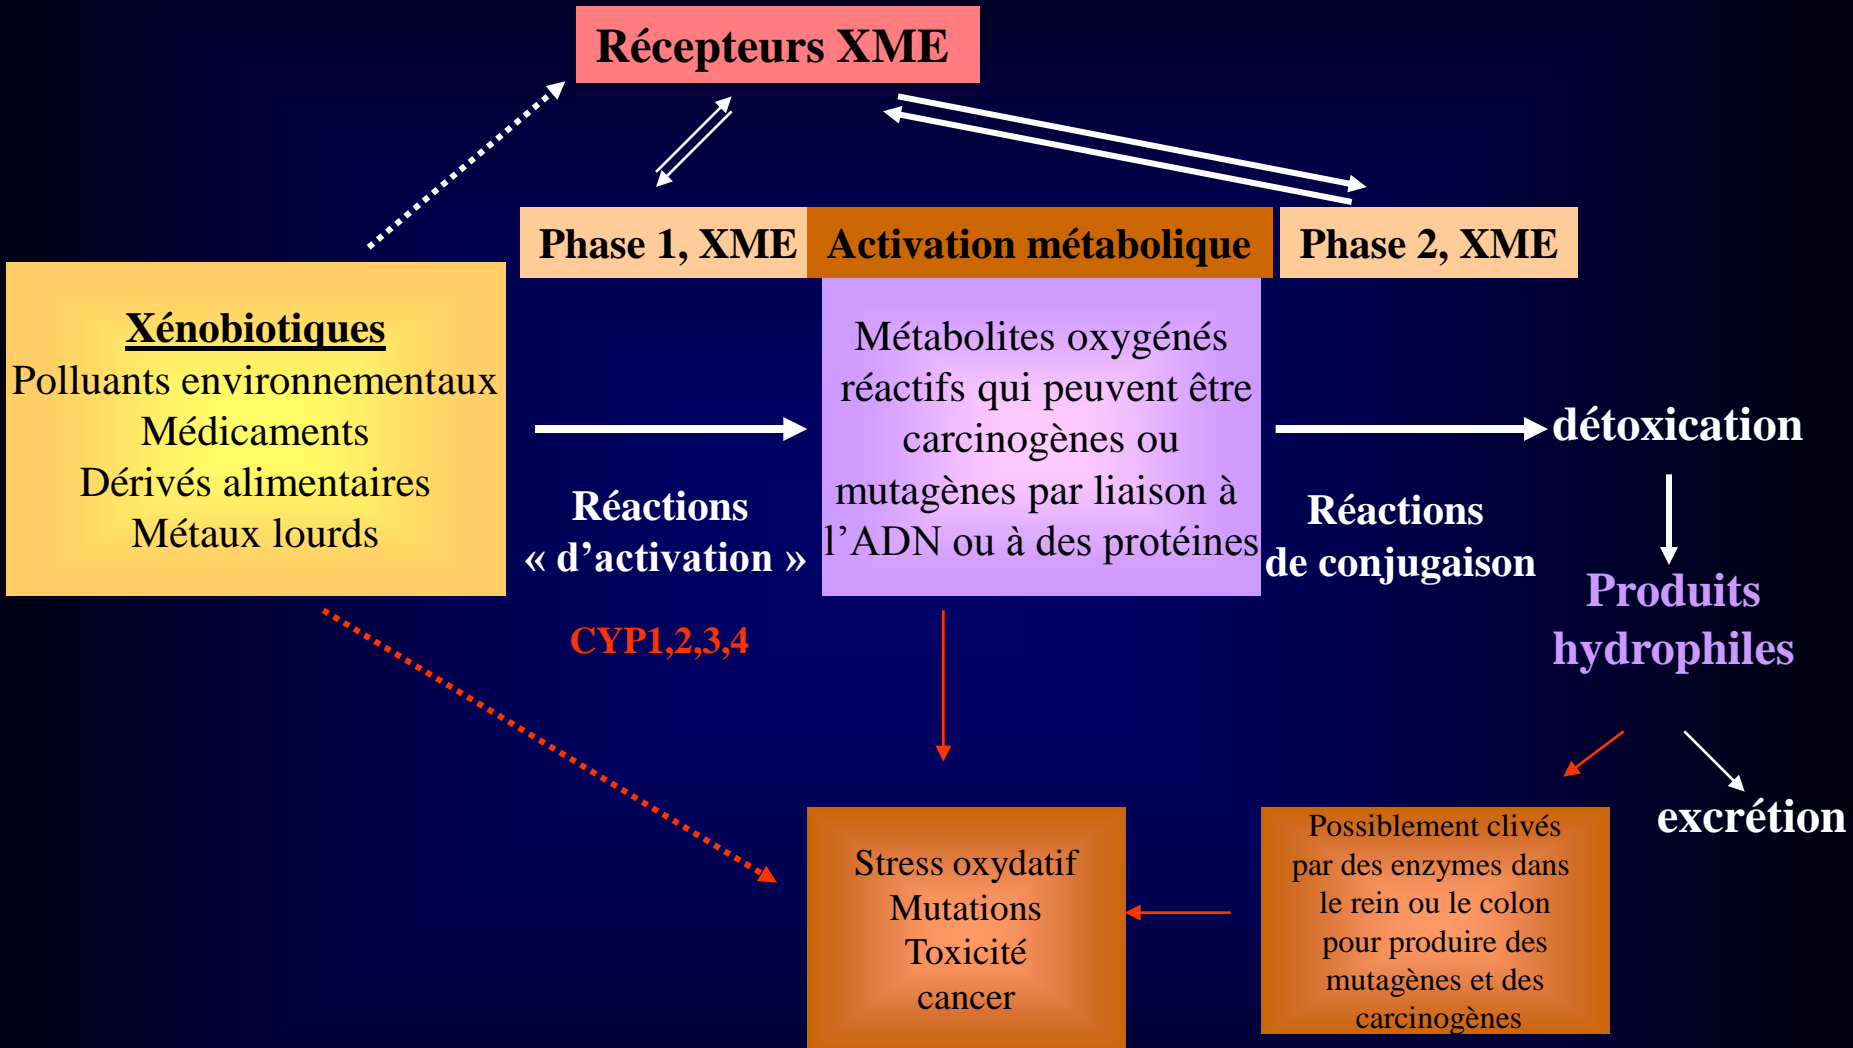 Récepteurs XME
Phase 1, XME
Activation métabolique
Phase 2, XME
Xénobiotiques
Polluants environnementaux
Médicaments
Dérivés alimentaires
Métaux lourds
Réactions
« d’activation »
CYP1,2,3,4
Métabolites oxygénés
réactifs qui peuvent être
carcinogènes ou
mutagènes par liaison à
l’ADN ou à des protéines
Réactions
de conjugaison
détoxication
Produits
hydrophiles
excrétion
Possiblement clivés
par des enzymes dans
le rein ou le colon
pour produire des
mutagènes et des
carcinogènes
Stress oxydatif
Mutations
Toxicité
cancer